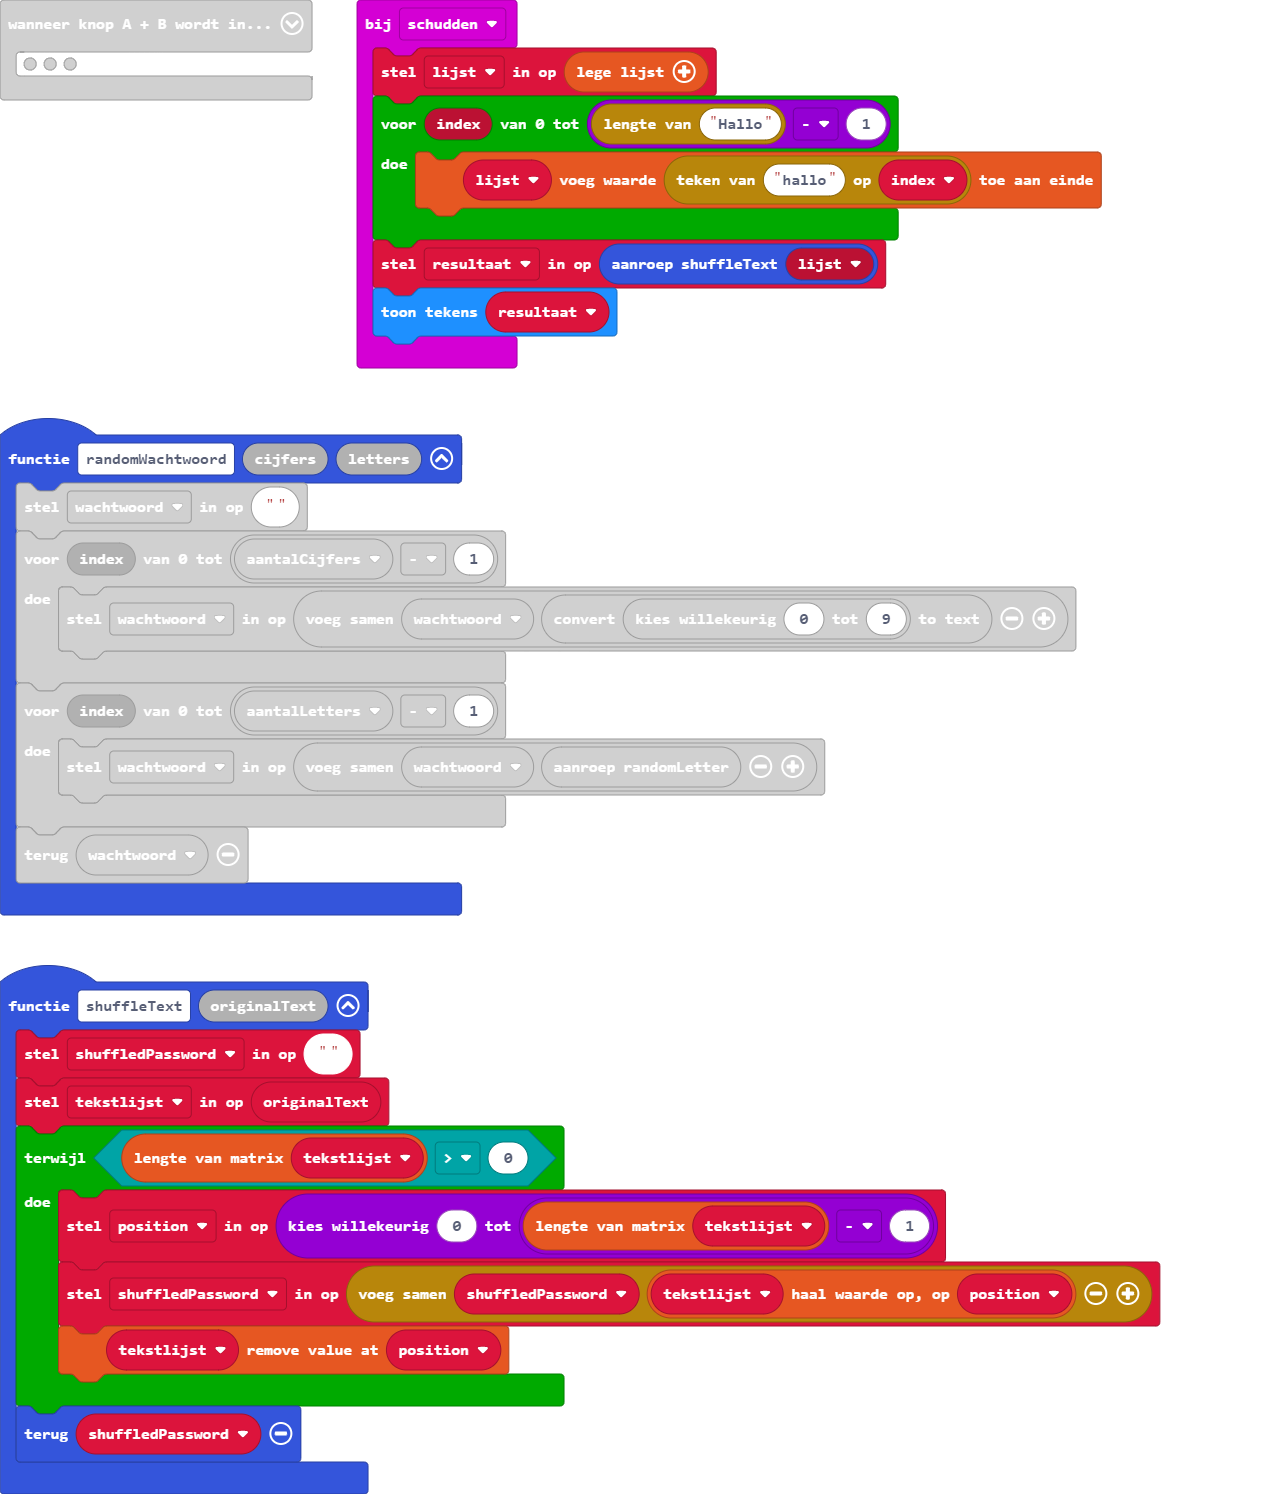 wanneer knop A + B wordt in...
bij schudden
stel lijst in op lege lijst
voor index van 0 tot lengte van "Hallo" - 1
doe
lijst voeg waarde teken van "hallo" op index toe aan einde
stel resultaat in op aanroep shuffleText lijst
toon tekens resultaat
functie randomWachtwoord cijfers letters
stel wachtwoord in op " "
voor index van 0 tot aantalCijfers - 1
doe
stel wachtwoord in op voeg samen wachtwoord convert kies willekeurig 0 tot 9 to text
voor index van 0 tot aantalLetters - 1
doe
stel wachtwoord in op voeg samen wachtwoord aanroep randomLetter
terug wachtwoord
functie shuffleText originalText
stel shuffledPassword in op " "
stel tekstlijst in op originalText
terwijl lengte van matrix tekstlijst > 0
doe
stel position in op kies willekeurig 0 tot lengte van matrix tekstlijst - 1
stel shuffledPassword in op voeg samen shuffledPassword tekstlijst haal waarde op, op position
tekstlijst remove value at position
terug shuffledPassword